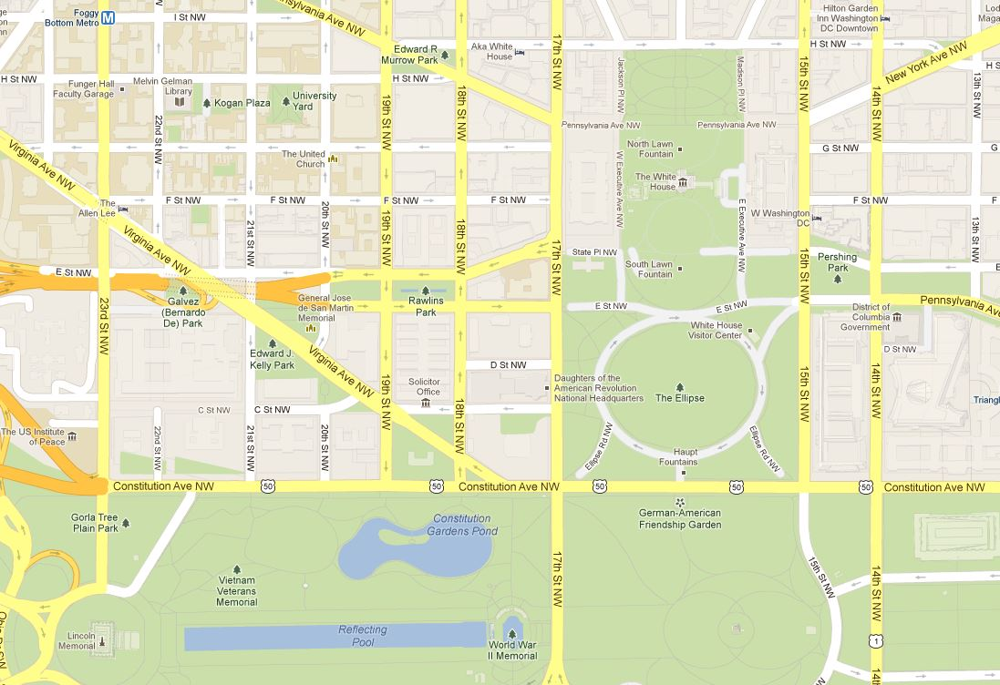 Foggy
Bottom Metro
M
I St NW
Pennsylvania Ave NW
Edward R
Murrow Park
Aka White
House
17th St NW
H St NW
Hilton Garden
Inn Washington
DC Downtown
New York Ave NW
H St NW
Funger Hall
Faculty Garage
Melvin Gelman
Library
Kogan Plaza
University
Yard
H St NW
19th St NW
18th St NW
Jackson Pl NW
Madison Pl NW
15th St NW
14th St NW
13th St NW
22nd St NW
Pennsylvania Ave NW
Pennsylvania Ave NW
Virginia Ave NW
The United
Church
North Lawn
Fountain
The White
House
G St NW
W Executive Ave NW
E Executive Ave NW
The
Allen Lee
F St NW
F St NW
F St NW
F St NW
F St NW
W Washington
DC
21st St NW
20th St NW
19th St NW
18th St NW
13th St NW
Virginia Ave NW
State Pl NW
17th St NW
South Lawn
Fountain
15th St NW
Pershing
Park
E St NW
Galvez
(Bernardo
De) Park
General Jose
de San Martin
Memorial
Rawlins
Park
E St NW
E St NW
Pennsylvania Ave
District of
Columbia
Government
23rd St NW
White House
Visitor Center
Edward J.
Kelly Park
Virginia Ave NW
D St NW
D St NW
Solicitor
Office
19th St NW
18th St NW
Daughters of the
American Revolution
National Headquarters
The Ellipse
15th St NW
14th St NW
Triangl
C St NW
C St NW
The US Institute
of Peace
22nd St NW
21st St NW
20th St NW
Ellipse Rd NW
Ellipse Rd NW
Haupt
Fountains
Constitution Ave NW
50
50
Constitution Ave NW
50
50
50
Constitution Ave NW
Gorla Tree
Plain Park
Constitution
Gardens Pond
German-American
Friendship Garden
Vietnam
Veterans
Memorial
17th St NW
15th St NW
14th St NW
Lincoln
Memorial
Reflecting
Pool
World War
II Memorial
1
14th